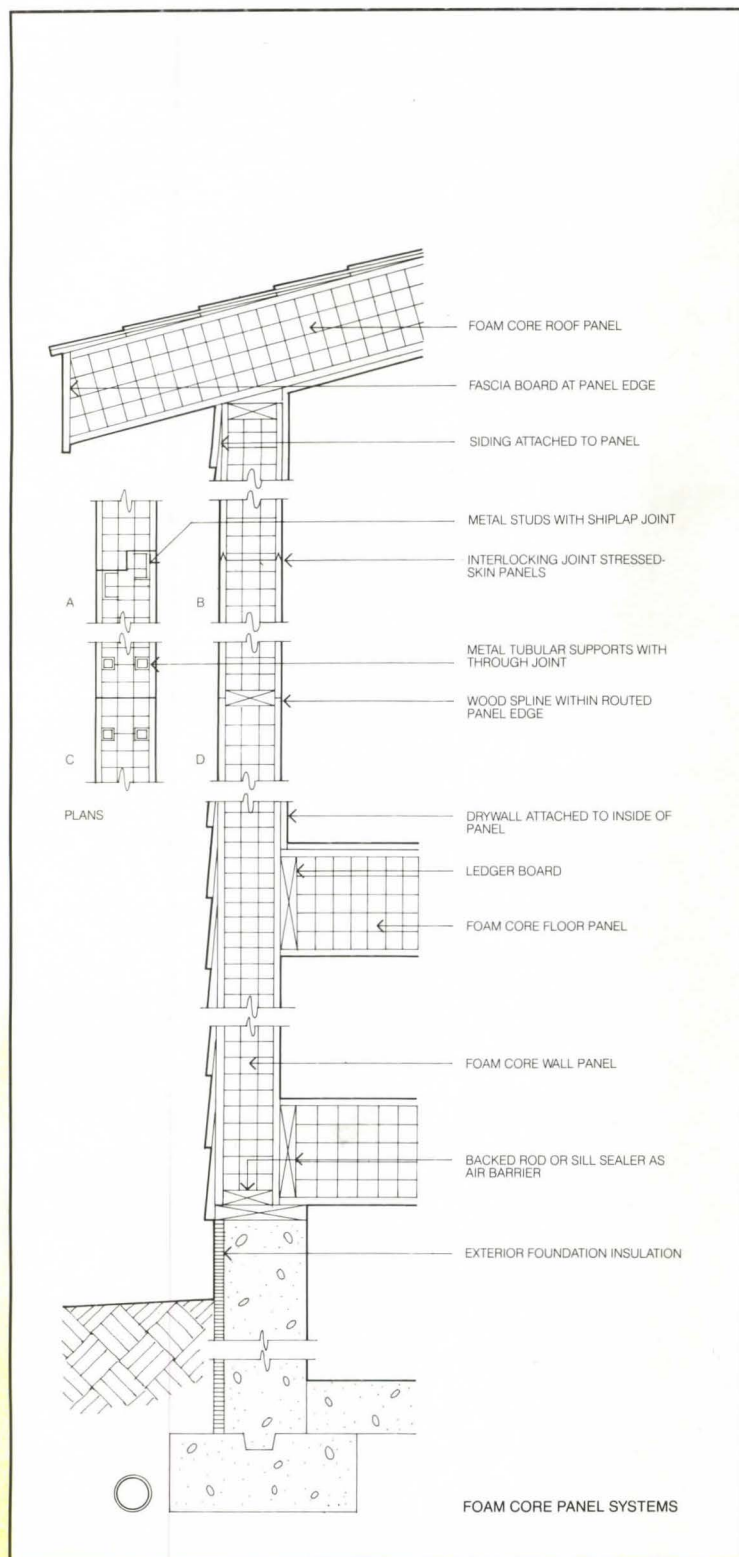 FOAM CORE ROOF PANEL
FASCIA BOARD AT PANEL EDGE
SIDING ATTACHED TO PANEL
METAL STUDS WITH SHIPLAP JOINT
INTERLOCKING JOINT STRESSED-
SKIN PANELS
A
B
METAL TUBULAR SUPPORTS WITH
THROUGH JOINT
WOOD SPLINE WITHIN ROUTED
PANEL EDGE
C
D
PLANS
DRYWALL ATTACHED TO INSIDE OF
PANEL
LEDGER BOARD
FOAM CORE FLOOR PANEL
FOAM CORE WALL PANEL
BACKED ROD OR SILL SEALER AS
AIR BARRIER
EXTERIOR FOUNDATION INSULATION
FOAM CORE PANEL SYSTEMS